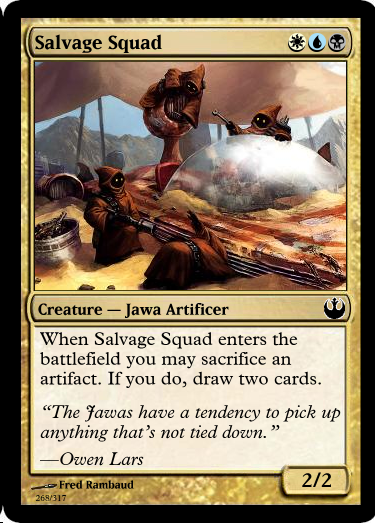 Salvage Squad
Creature — Jawa Artificer
When Salvage Squad enters the
battlefield you may sacrifice an
artifact. If you do, draw two cards.
“The Jawas have a tendency to pick up
anything that’s not tied down.”
—Owen Lars
2/2
Fred Rambaud
268/317